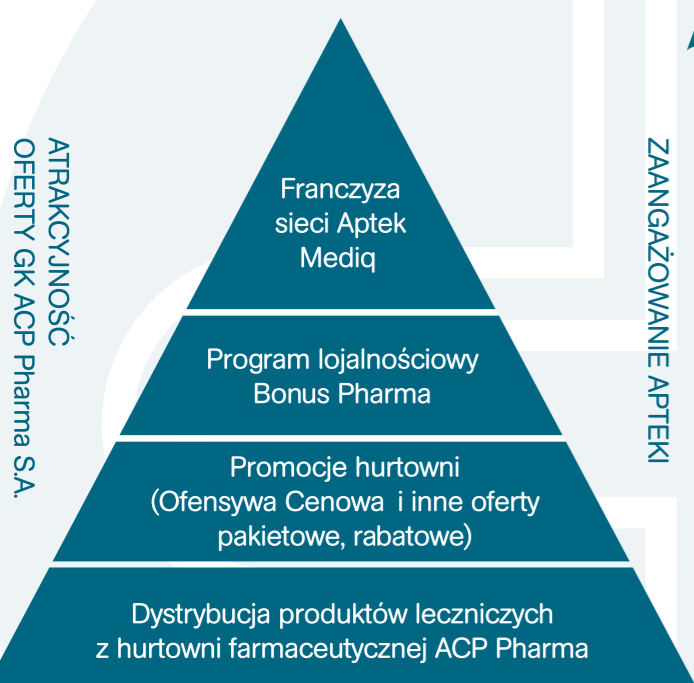 ATRAKCYJNOŚĆ
OFERTY GK ACP Pharma S.A.
Franczyza
sieci Aptek
Mediq
Program lojalnościowy
Bonus Pharma
Promocje hurtowni
(Ofensywa Cenowa i inne oferty
pakietowe, rabatowe)
Dystrybucja produktów leczniczych
z hurtowni farmaceutycznej ACP Pharma
ZAANGAŻOWANIE APTEKI